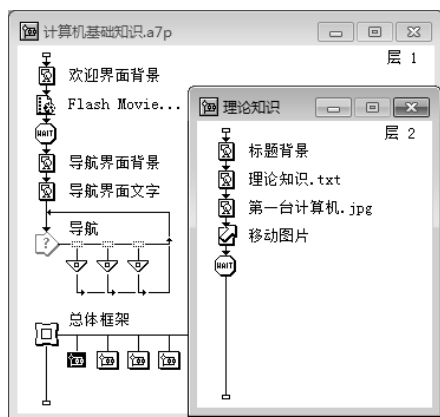 计算机基础知识.a7p
层 1
欢迎界面背景
Flash Movie...
WAIT
导航界面背景
导航界面文字
导航
?
总体框架
理论知识
层 2
标题背景
理论知识.txt
第一台计算机.jpg
移动图片
WAIT